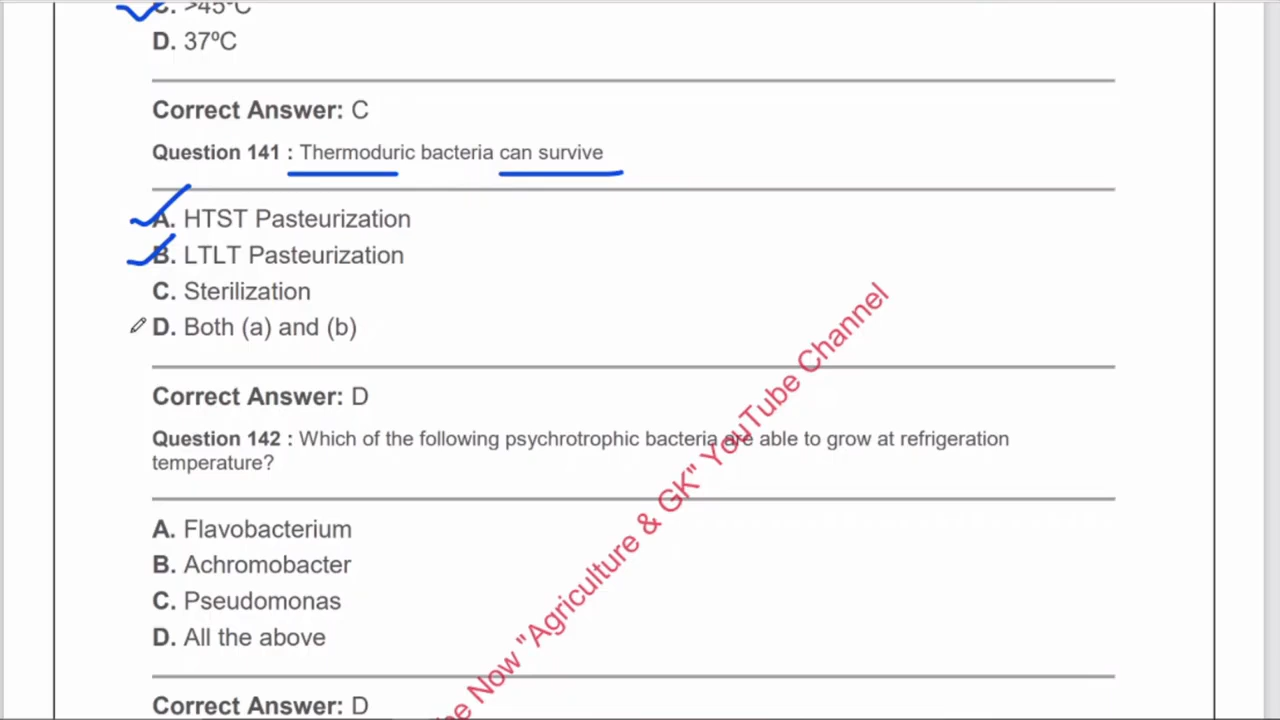 C. >45ºC
D. 37ºC
Correct Answer: C
Question 141 : Thermoduric bacteria can survive
A. HTST Pasteurization
B. LTLT Pasteurization
C. Sterilization
D. Both (a) and (b)
Correct Answer: D
Question 142 : Which of the following psychrotrophic bacteria are able to grow at refrigeration
temperature?
A. Flavobacterium
B. Achromobacter
C. Pseudomonas
D. All the above
Correct Answer: D
Now "Agriculture & GK" YouTube Channel